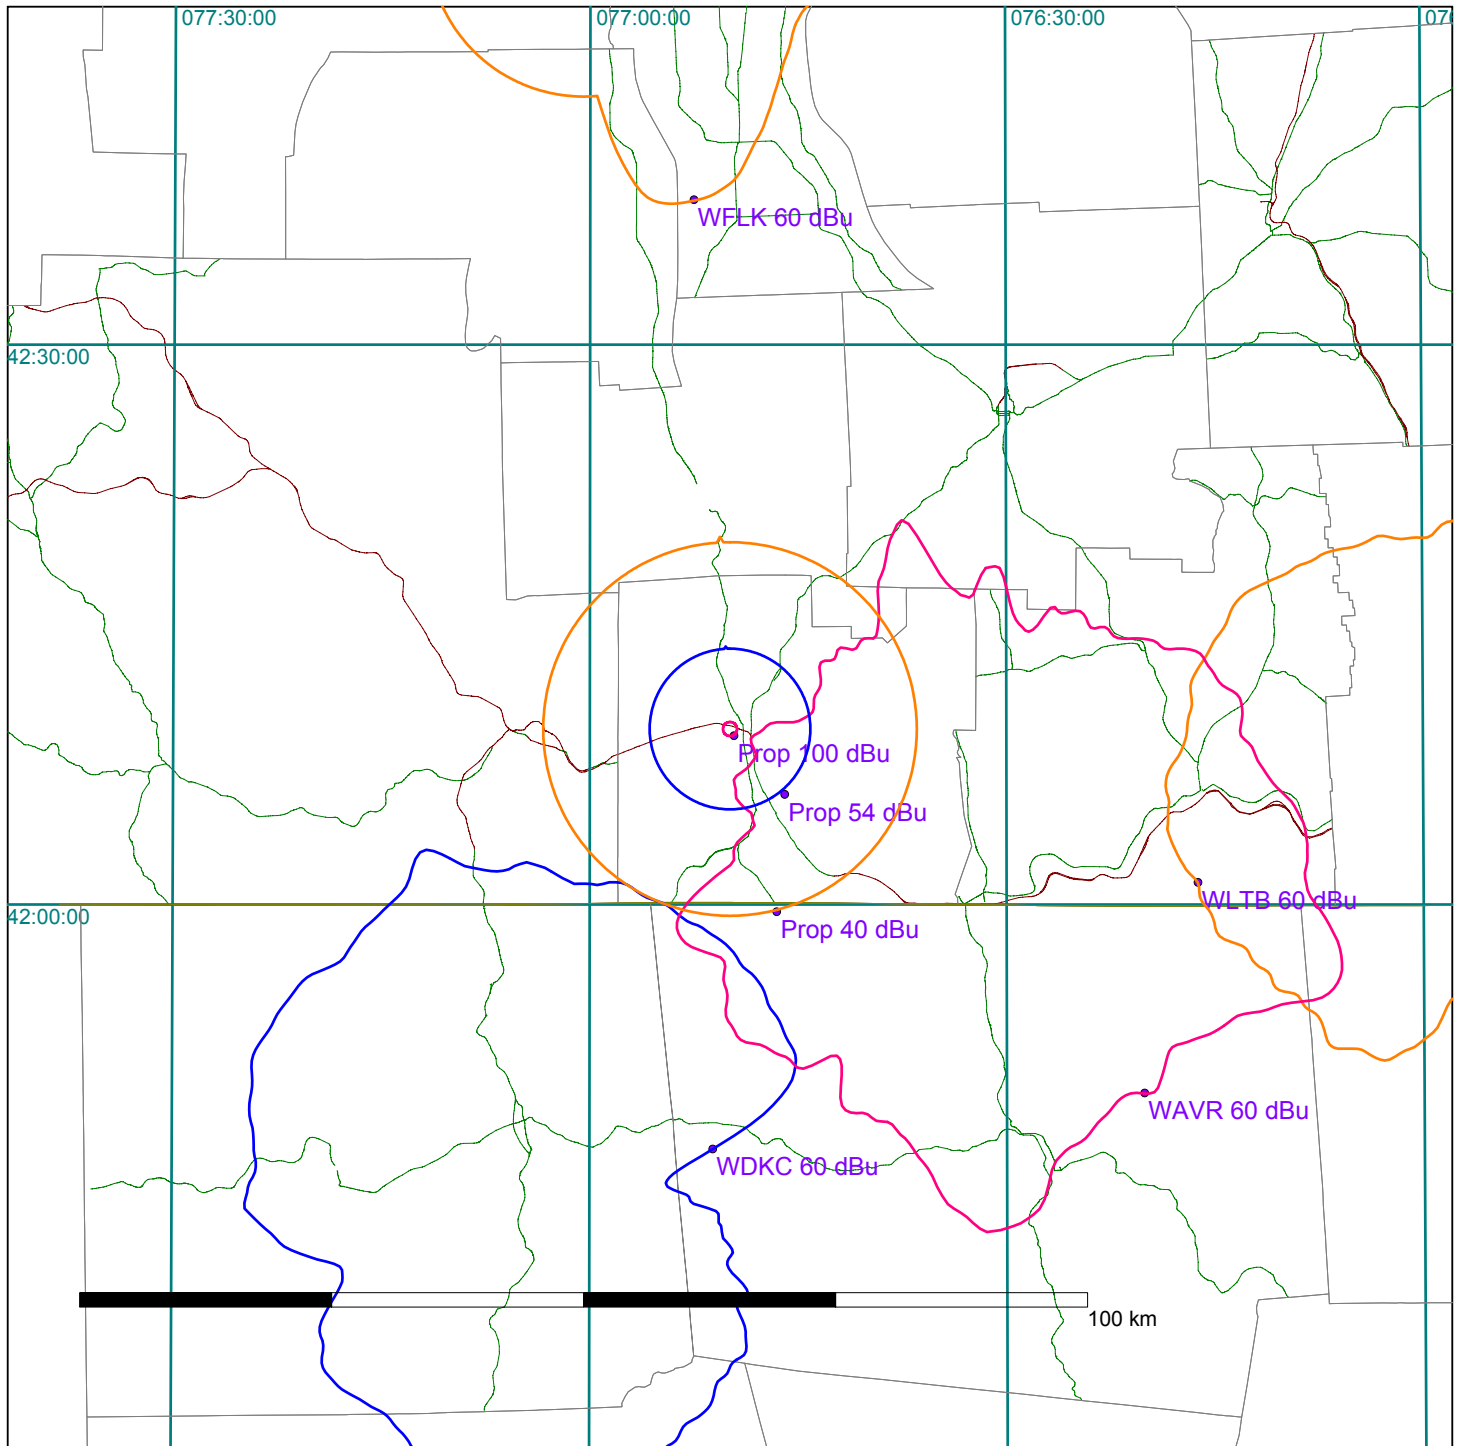 077:30:00
077:00:00
076:30:00
076
WFLK 60 dBu
42:30:00
Prop 100 dBu
Prop 54 dBu
WLTB 60 dBu
42:00:00
Prop 40 dBu
WAVR 60 dBu
WDKC 60 dBu
100 km